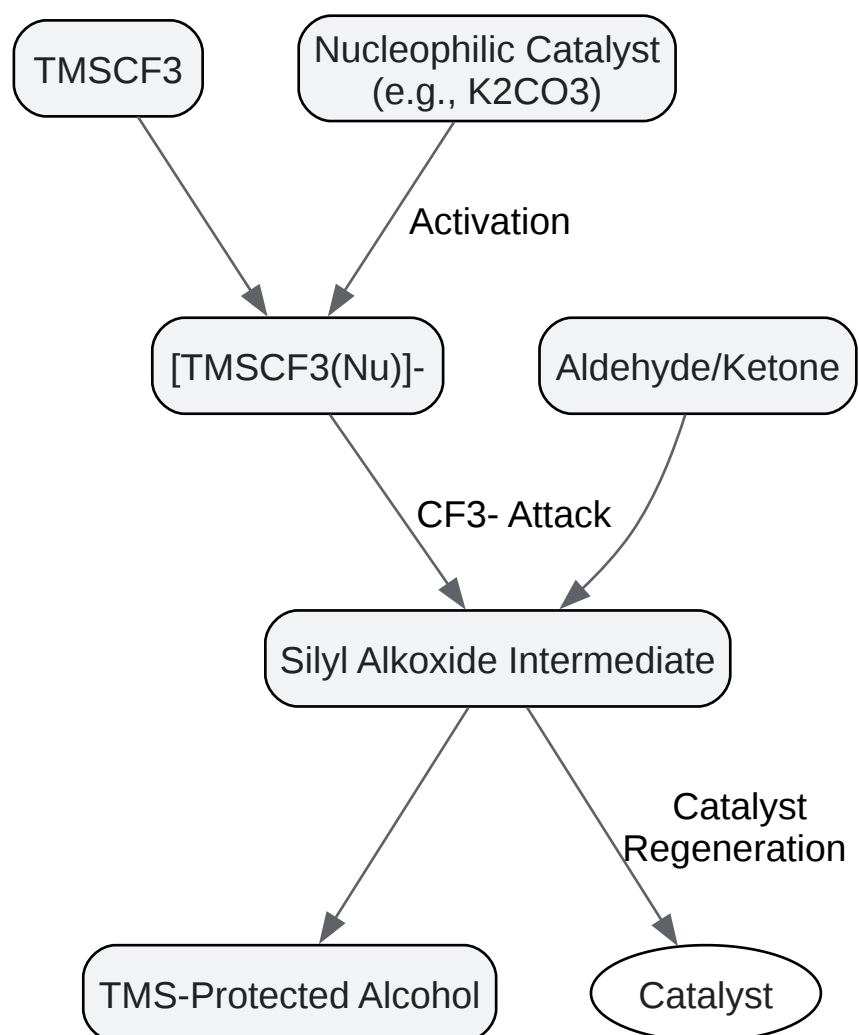 TMSCF3
Nucleophilic Catalyst
(e.g., K2CO3)
Activation
[TMSCF3(Nu)]-
Aldehyde/Ketone
CF3- Attack
Silyl Alkoxide Intermediate
Catalyst
Regeneration
TMS-Protected Alcohol
Catalyst